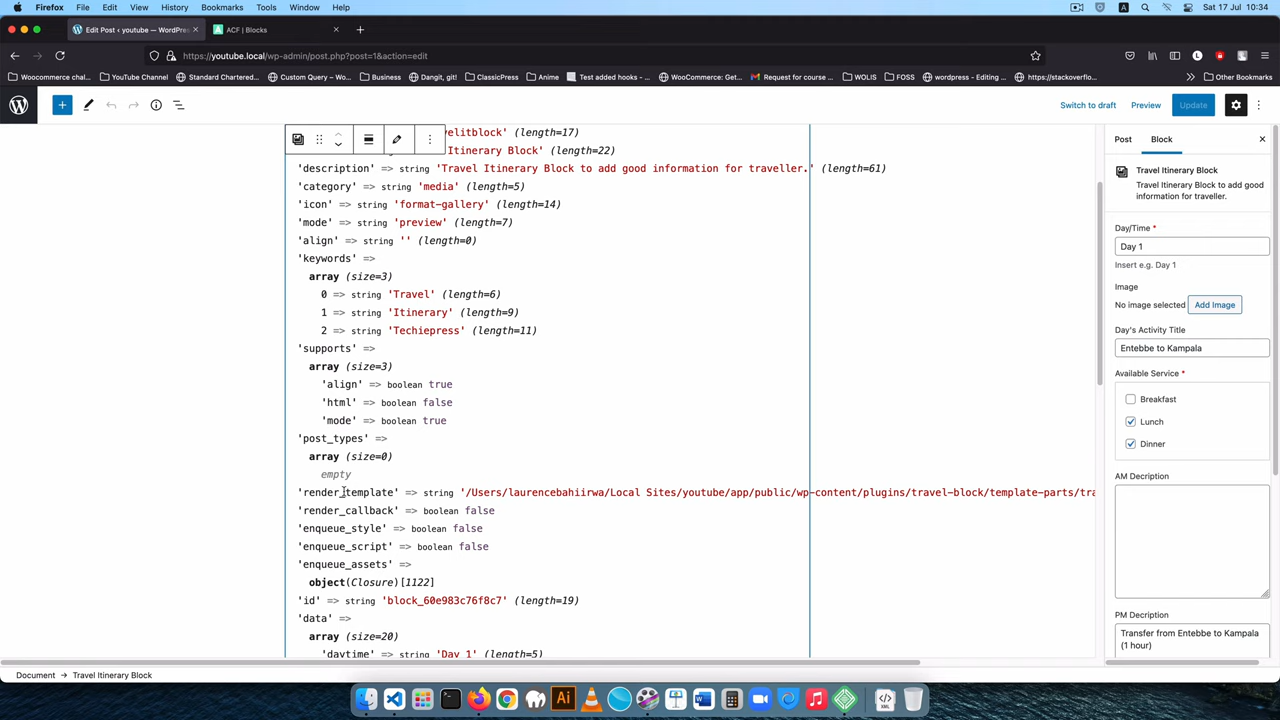 Firefox File Edit View History Bookmarks Tools Window Help A Sat 17 Jul 10:34
Edit Post ‹ youtube — WordPres × ACF | Blocks × +
https://youtube.local/wp-admin/post.php?post=1&action=edit
Woocommerce chan... YouTube Channel Standard Chartered... Custom Query – Wo... Business Dangit, git! ClassicPress Anime Test added hooks - ... WooCommerce: Get... Request for course ... WOLIS FOSS wordpress - Editing ... https://stackoverflo... Other Bookmarks
Switch to draft Preview Update
velitblock' (length=17)
Itinerary Block' (length=22)
'description' => string 'Travel Itinerary Block to add good information for traveller.' (length=61)
'category' => string 'media' (length=5)
'icon' => string 'format-gallery' (length=14)
'mode' => string 'preview' (length=7)
'align' => string '' (length=0)
'keywords' =>
array (size=3)
0 => string 'Travel' (length=6)
1 => string 'Itinerary' (length=9)
2 => string 'Techiepress' (length=11)
'supports' =>
array (size=3)
'align' => boolean true
'html' => boolean false
'mode' => boolean true
'post_types' =>
array (size=0)
empty
'render_template' => string '/Users/laurencebahiirwa/Local Sites/youtube/app/public/wp-content/plugins/travel-block/template-parts/tra
'render_callback' => boolean false
'enqueue_style' => boolean false
'enqueue_script' => boolean false
'enqueue_assets' =>
object(Closure)[1122]
'id' => string 'block_60e983c76f8c7' (length=19)
'data' =>
array (size=20)
'daytime' => string 'Day 1' (length=5)
Post Block
Travel Itinerary Block
Travel Itinerary Block to add good
information for traveller.
Day/Time *
Day 1
Insert e.g. Day 1
Image
No image selected Add Image
Day's Activity Title
Entebbe to Kampala
Available Service *
Breakfast
Lunch
Dinner
AM Decription
PM Decription
Transfer from Entebbe to Kampala
(1 hour)
Document → Travel Itinerary Block
Ai W XML